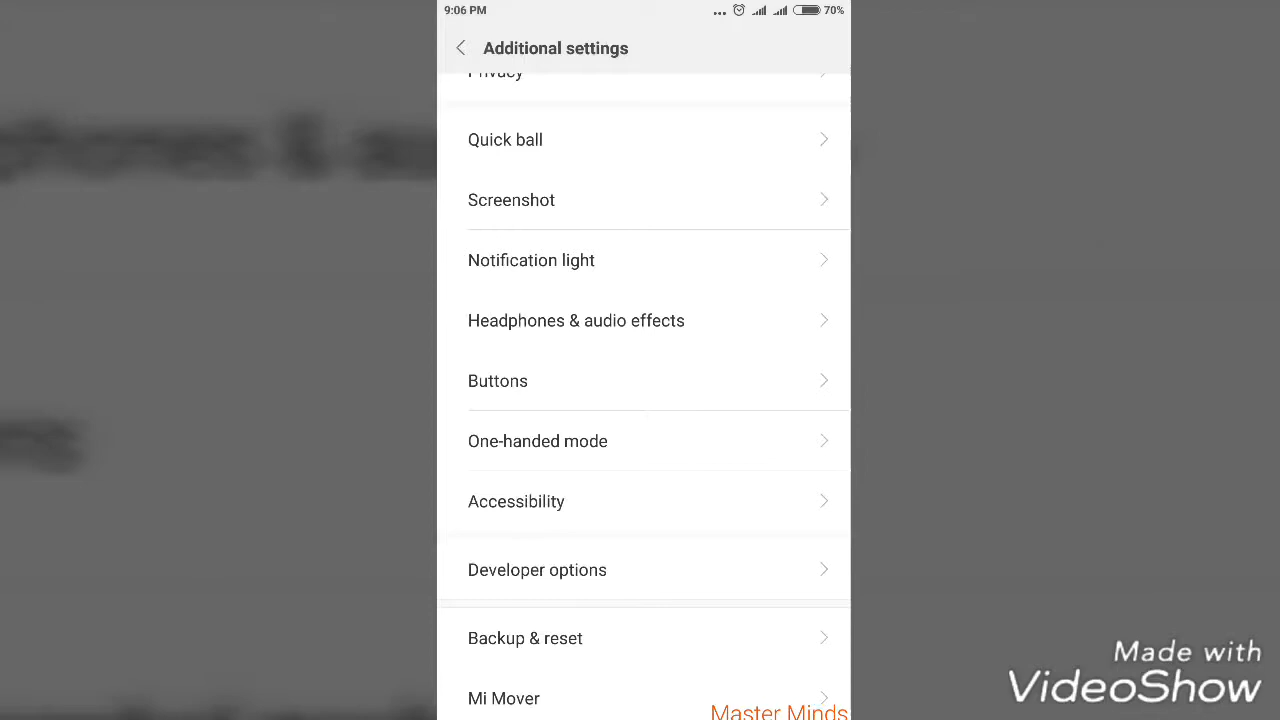 9:06 PM
70%
Additional settings
Privacy
Quick ball
Screenshot
Notification light
Headphones & audio effects
Buttons
One-handed mode
Accessibility
Developer options
Backup & reset
Mi Mover
Master Minds
Made with
VideoShow